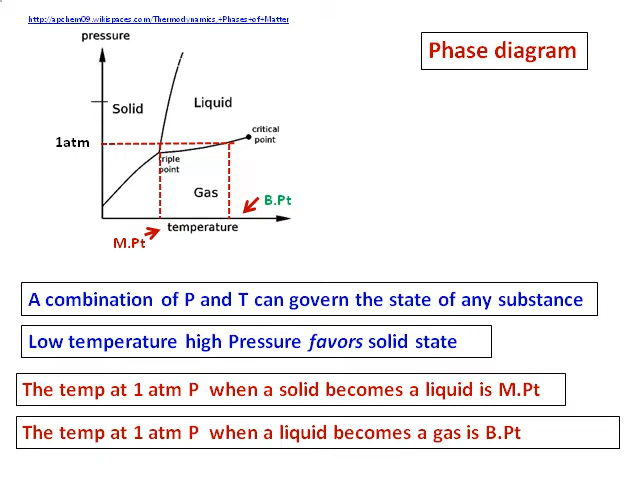 http://apchem09.wikispaces.com/Thermodynamics,+Phases+of+Matter
pressure
Phase diagram
Solid
Liquid
critical
point
1atm
triple
point
Gas
B.Pt
temperature
M.Pt
A combination of P and T can govern the state of any substance
Low temperature high Pressure favors solid state
The temp at 1 atm P when a solid becomes a liquid is M.Pt
The temp at 1 atm P when a liquid becomes a gas is B.Pt